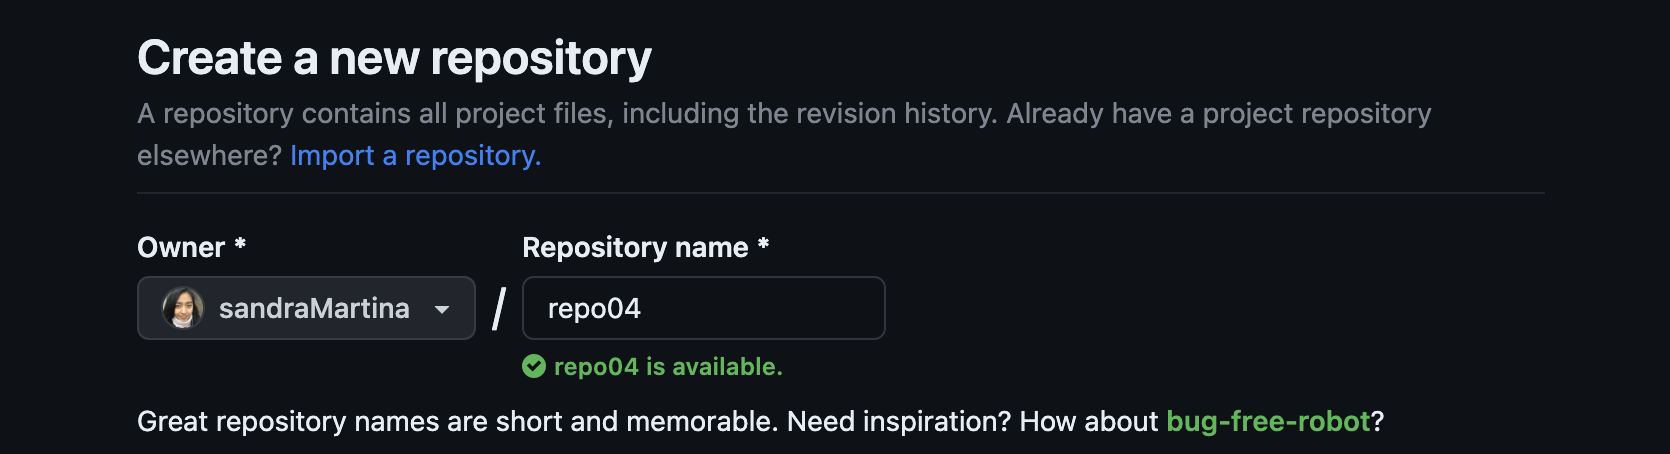 Create a new repository
A repository contains all project files, including the revision history. Already have a project repository
elsewhere? Import a repository.
Owner * Repository name *
sandraMartina / repo04
repo04 is available.
Great repository names are short and memorable. Need inspiration? How about bug-free-robot?